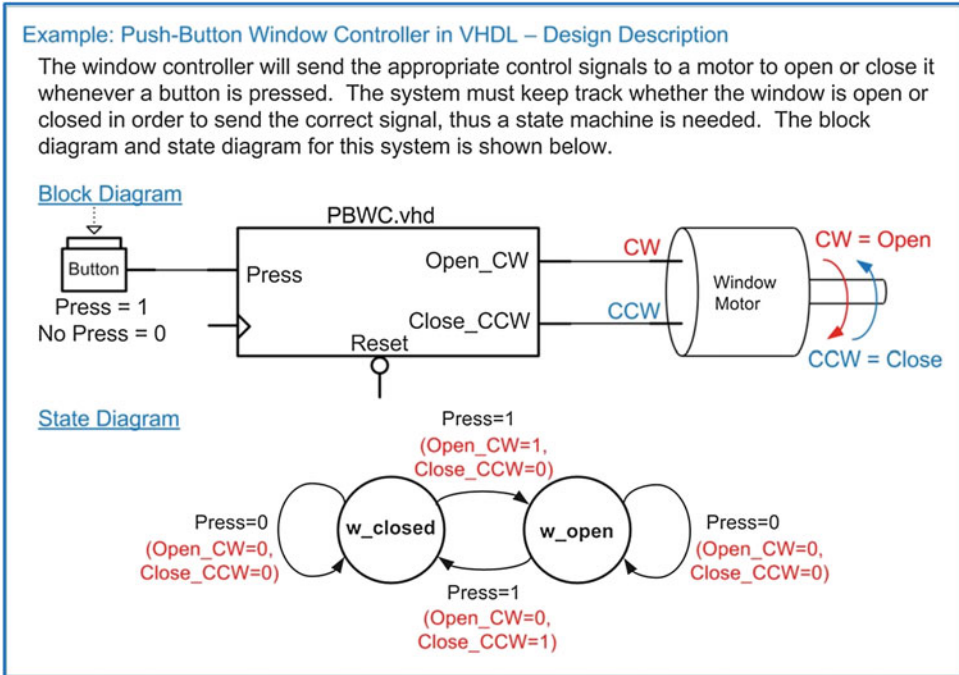 Example: Push-Button Window Controller in VHDL – Design Description
The window controller will send the appropriate control signals to a motor to open or close it
whenever a button is pressed. The system must keep track whether the window is open or
closed in order to send the correct signal, thus a state machine is needed. The block
diagram and state diagram for this system is shown below.
Block Diagram
PBWC.vhd
Button
Press = 1
No Press = 0
Press
Open_CW
Close_CCW
Reset
CW
CCW
Window
Motor
CW = Open
CCW = Close
State Diagram
Press=1
(Open_CW=1,
Close_CCW=0)
Press=0
(Open_CW=0,
Close_CCW=0)
w_closed
w_open
Press=0
(Open_CW=0,
Close_CCW=0)
Press=1
(Open_CW=0,
Close_CCW=1)